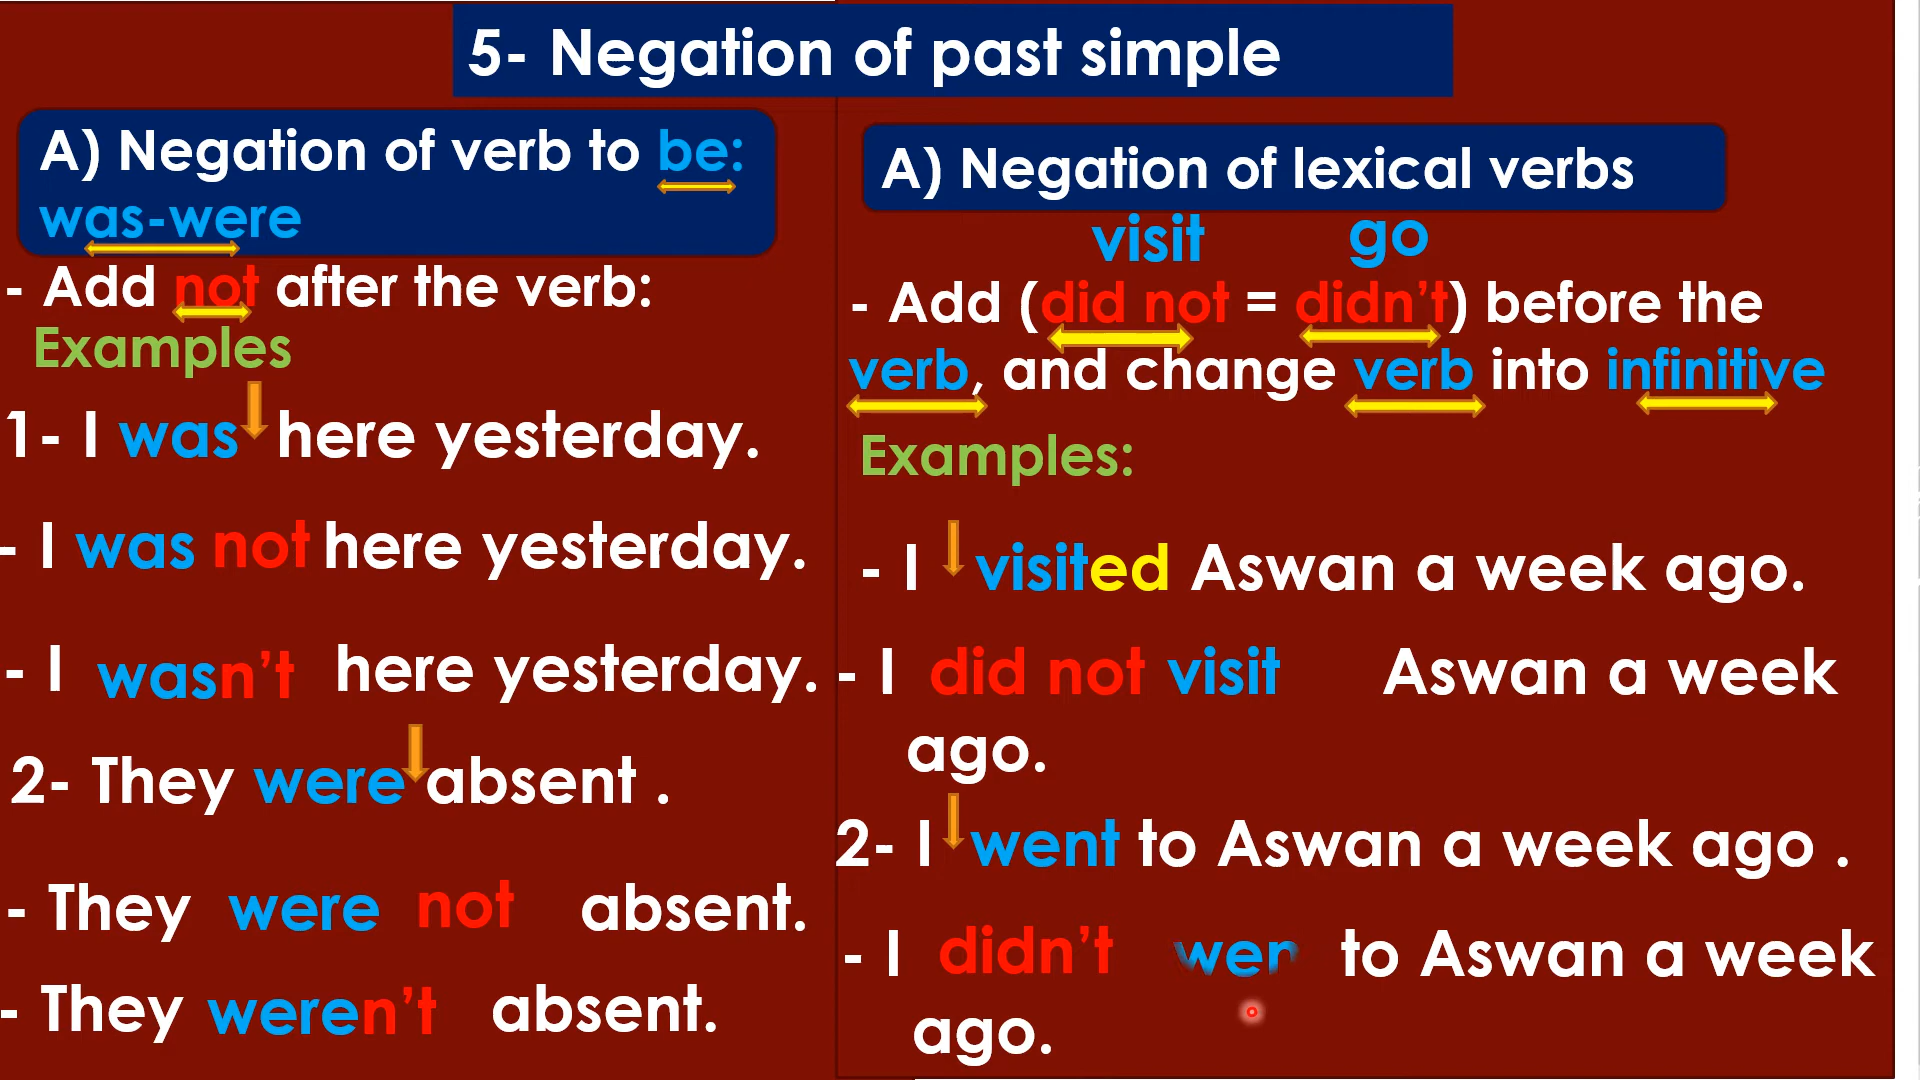 5- Negation of past simple
A) Negation of verb to be:
was-were
- Add not after the verb:
Examples
1- I was here yesterday.
- I was not here yesterday.
- I wasn't here yesterday.
2- They were absent .
- They were not absent.
- They weren't absent.
A) Negation of lexical verbs
visit go
- Add (did not = didn't) before the
verb, and change verb into infinitive
Examples:
- I visited Aswan a week ago.
- I did not visit Aswan a week
ago.
2- I went to Aswan a week ago .
- I didn't to Aswan a week
ago.